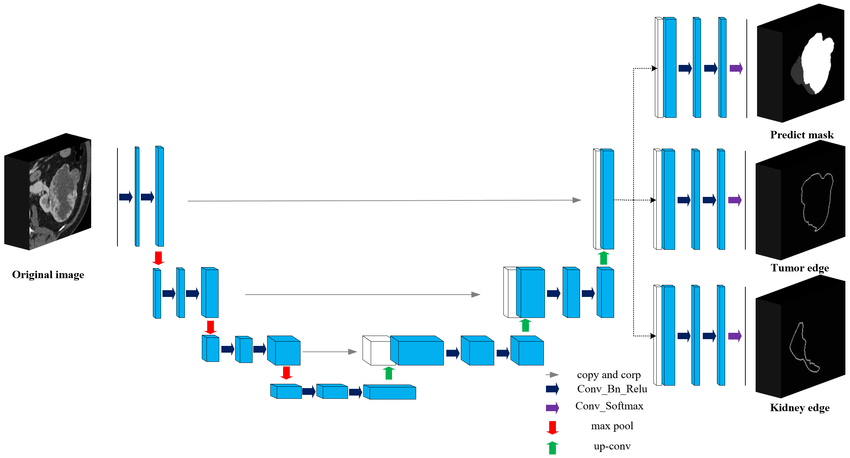 Original image
Predict mask
Tumor edge
Kidney edge
copy and corp
Conv_Bn_Relu
Conv_Softmax
max pool
up-conv